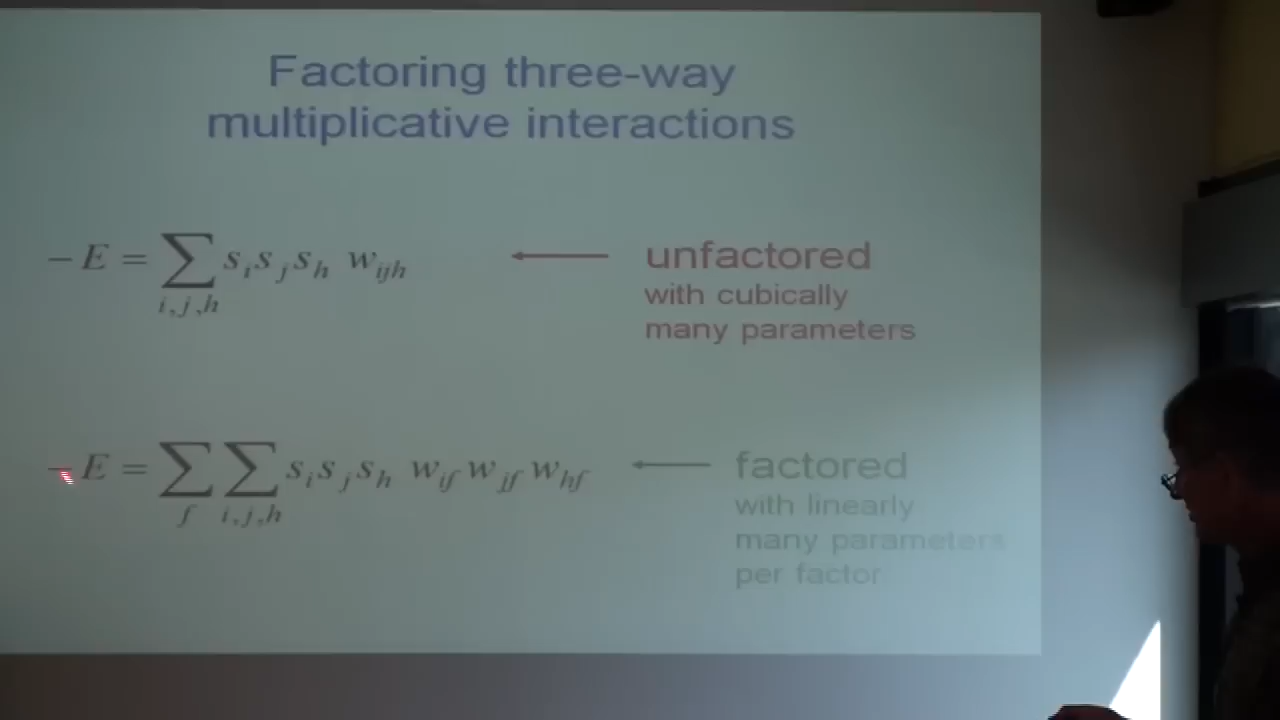 Factoring three-way
multiplicative interactions
− E = ∑ s_i s_j s_h w_ijh
i,j,h
unfactored
with cubically
many parameters
− E = ∑ ∑ s_i s_j s_h w_if w_jf w_hf
f i,j,h
factored
with linearly
many parameters
per factor